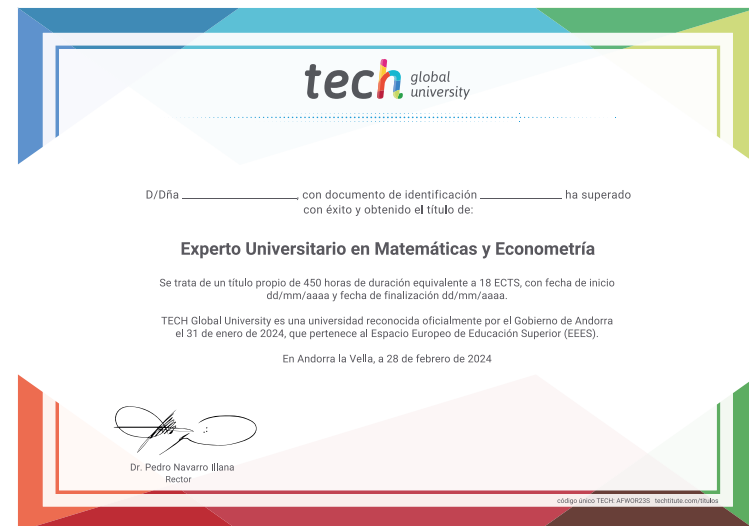 tech global
university
D/Dña ______________, con documento de identificación __________ ha superado
con éxito y obtenido el título de:
Experto Universitario en Matemáticas y Econometría
Se trata de un título propio de 450 horas de duración equivalente a 18 ECTS, con fecha de inicio
dd/mm/aaaa y fecha de finalización dd/mm/aaaa.
TECH Global University es una universidad reconocida oficialmente por el Gobierno de Andorra
el 31 de enero de 2024, que pertenece al Espacio Europeo de Educación Superior (EEES).
En Andorra la Vella, a 28 de febrero de 2024
Dr. Pedro Navarro Illana
Rector
código único TECH: AFWOR23S techtitute.com/titulos